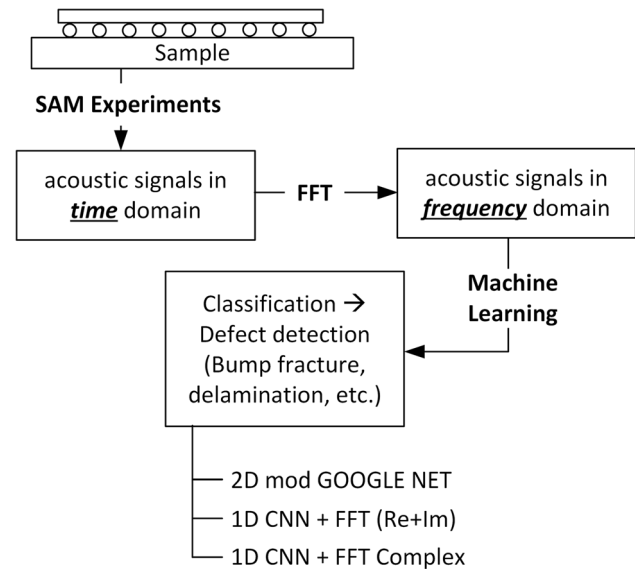 Sample
SAM Experiments
acoustic signals in
time domain
FFT
acoustic signals in
frequency domain
Machine
Learning
Classification →
Defect detection
(Bump fracture,
delamination, etc.)
2D mod GOOGLE NET
1D CNN + FFT (Re+Im)
1D CNN + FFT Complex